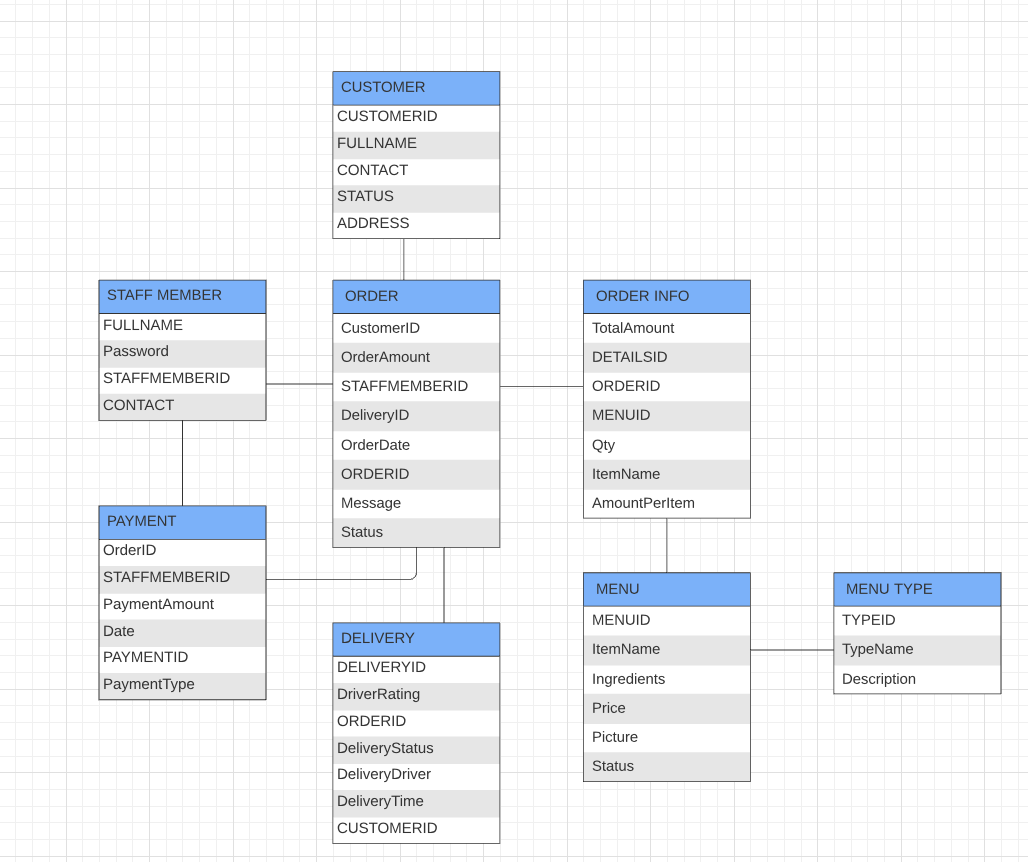 CUSTOMER
CUSTOMERID
FULLNAME
CONTACT
STATUS
ADDRESS
STAFF MEMBER
FULLNAME
Password
STAFFMEMBERID
CONTACT
ORDER
CustomerID
OrderAmount
STAFFMEMBERID
DeliveryID
OrderDate
ORDERID
Message
Status
ORDER INFO
TotalAmount
DETAILSID
ORDERID
MENUID
Qty
ItemName
AmountPerItem
PAYMENT
OrderID
STAFFMEMBERID
PaymentAmount
Date
PAYMENTID
PaymentType
DELIVERY
DELIVERYID
DriverRating
ORDERID
DeliveryStatus
DeliveryDriver
DeliveryTime
CUSTOMERID
MENU
MENUID
ItemName
Ingredients
Price
Picture
Status
MENU TYPE
TYPEID
TypeName
Description